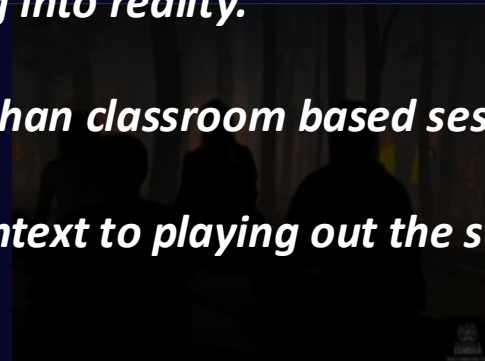 g into reality.
han classroom based ses
ntext to playing out the s